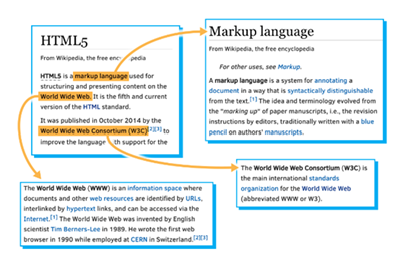 HTML5
From Wikipedia, the free encyclopedia
HTML5 is a markup language used for
structuring and presenting content on the
World Wide Web. It is the fifth and current
version of the HTML standard.
It was published in October 2014 by the
World Wide Web Consortium (W3C)[2][3] to
improve the language th support for the
Markup language
From Wikipedia, the free encyclopedia
For other uses, see Markup.
A markup language is a system for annotating a
document in a way that is syntactically distinguishable
from the text.[1] The idea and terminology evolved from
the "marking up" of paper manuscripts, i.e., the revision
instructions by editors, traditionally written with a blue
pencil on authors' manuscripts.
The World Wide Web (WWW) is an information space where
documents and other web resources are identified by URLs,
interlinked by hypertext links, and can be accessed via the
Internet.[1] The World Wide Web was invented by English
scientist Tim Berners-Lee in 1989. He wrote the first web
browser in 1990 while employed at CERN in Switzerland.[2][3]
The World Wide Web Consortium (W3C) is
the main international standards
organization for the World Wide Web
(abbreviated WWW or W3).